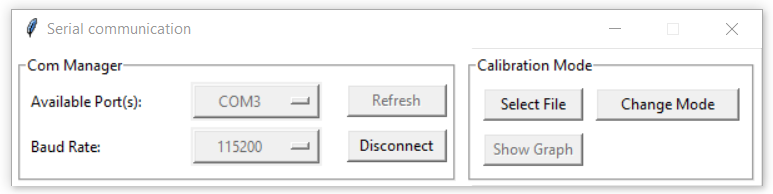 Serial communication
Com Manager
Available Port(s):
COM3
Refresh
Baud Rate:
115200
Disconnect
Calibration Mode
Select File
Change Mode
Show Graph